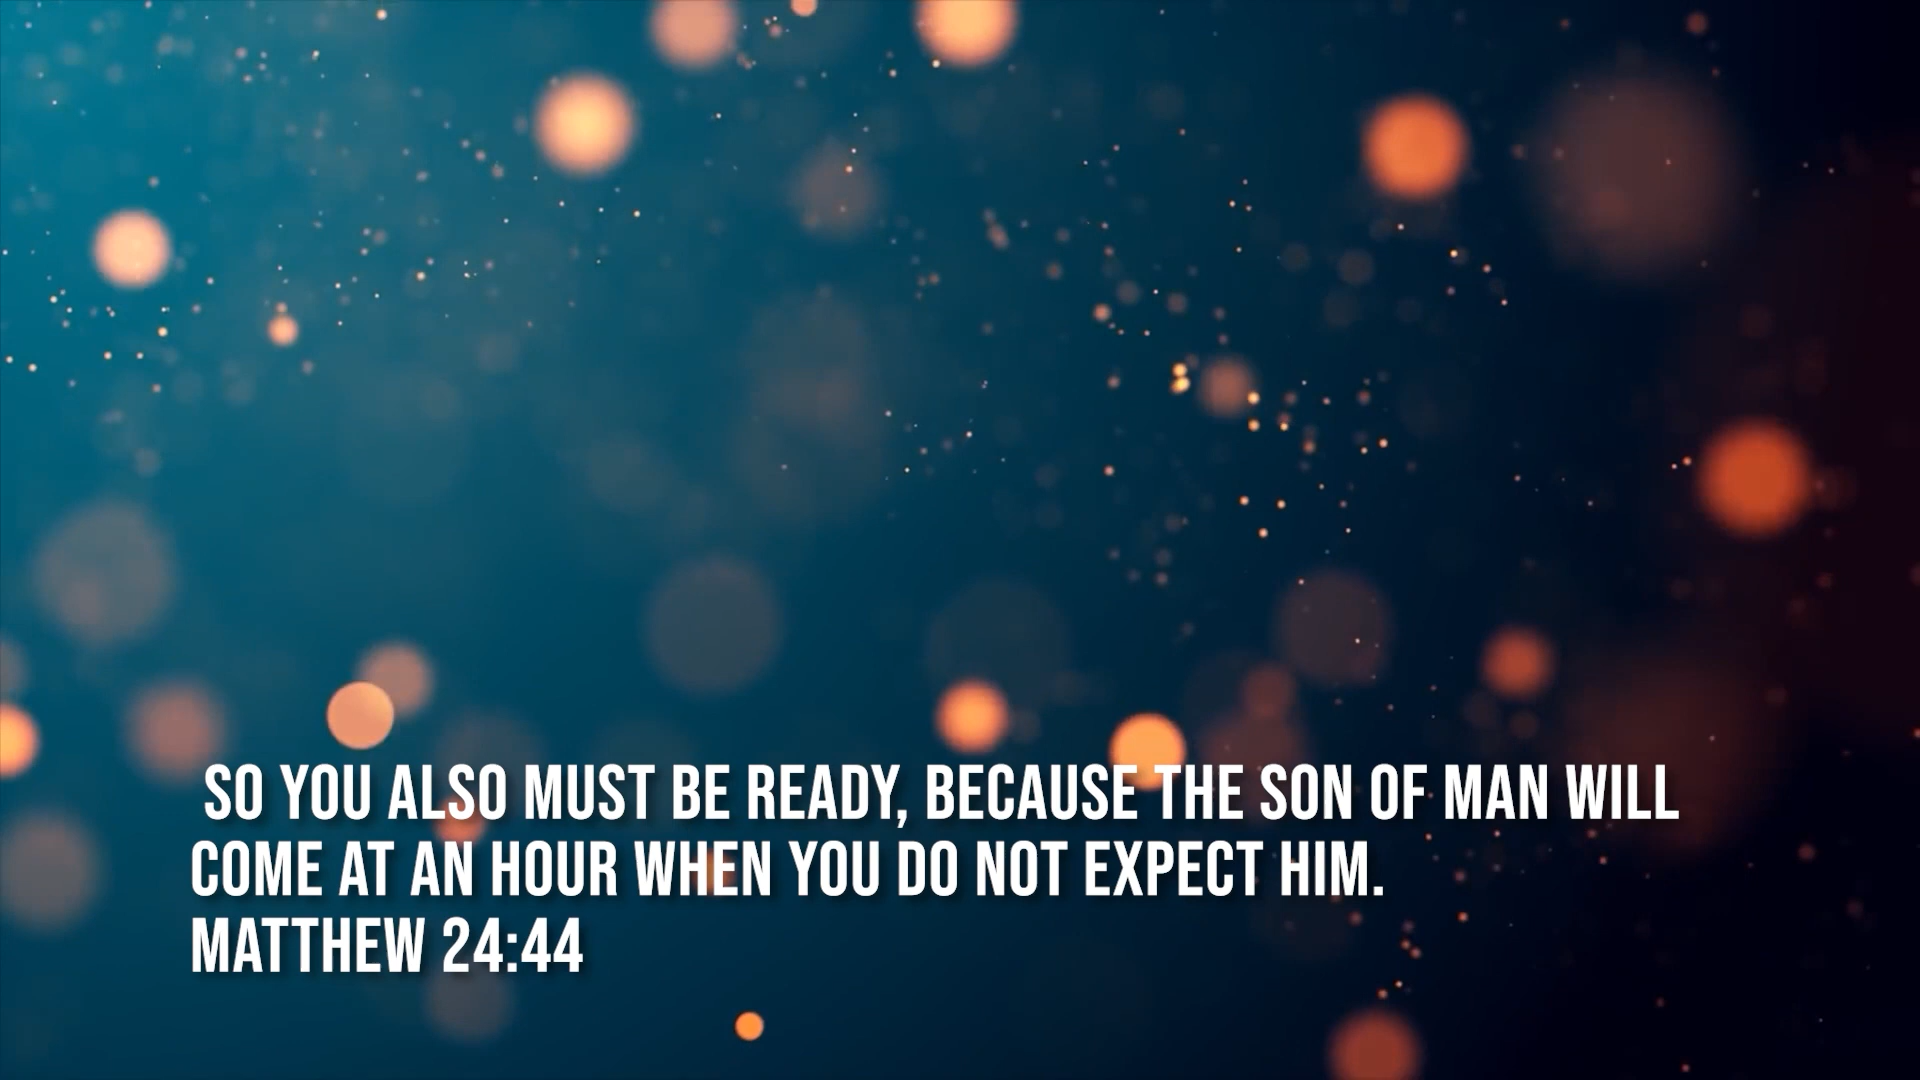 SO YOU ALSO MUST BE READY, BECAUSE THE SON OF MAN WILL
COME AT AN HOUR WHEN YOU DO NOT EXPECT HIM.
MATTHEW 24:44